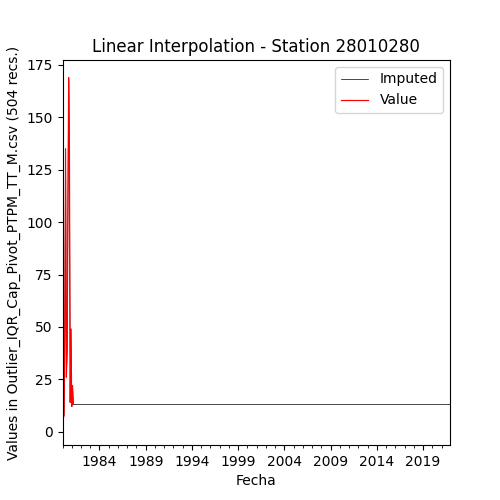 Linear Interpolation - Station 28010280
Values in Outlier_IQR_Cap_Pivot_PTPM_TT_M.csv (504 recs.)
175
150
125
100
75
50
25
0
Imputed
Value
1984 1989 1994 1999 2004 2009 2014 2019
Fecha